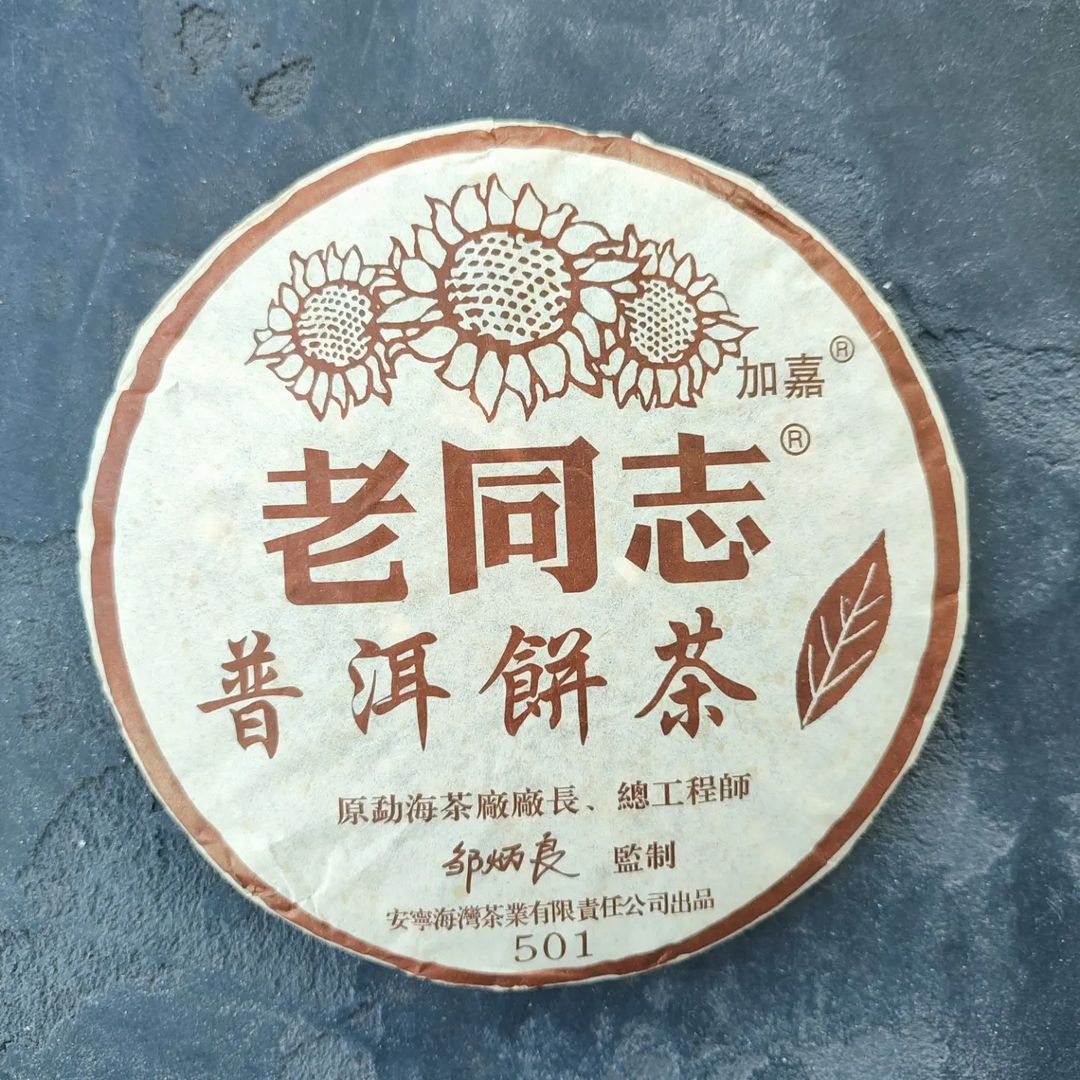 加嘉®
老同志®
普洱餅茶
原勐海茶廠廠長、總工程師
邹炳良 監制
安寧海灣茶業有限責任公司出品
501